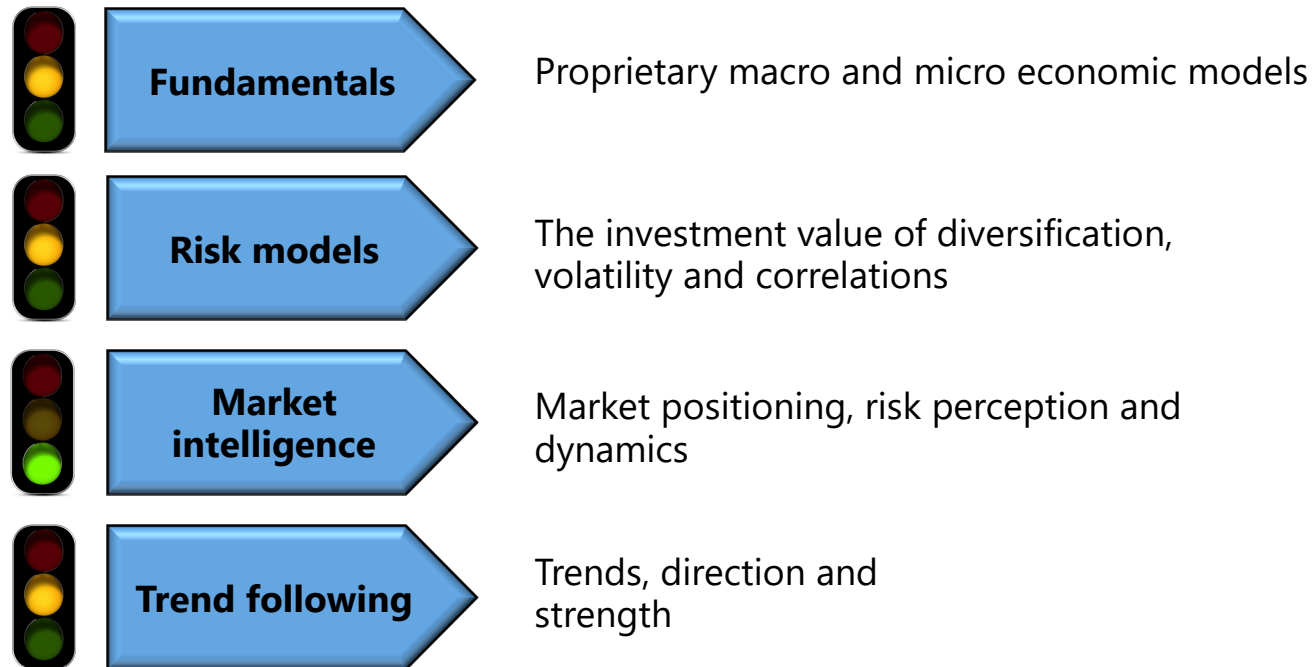 Fundamentals
Proprietary macro and micro economic models
Risk models
The investment value of diversification,
volatility and correlations
Market
intelligence
Market positioning, risk perception and
dynamics
Trend following
Trends, direction and
strength